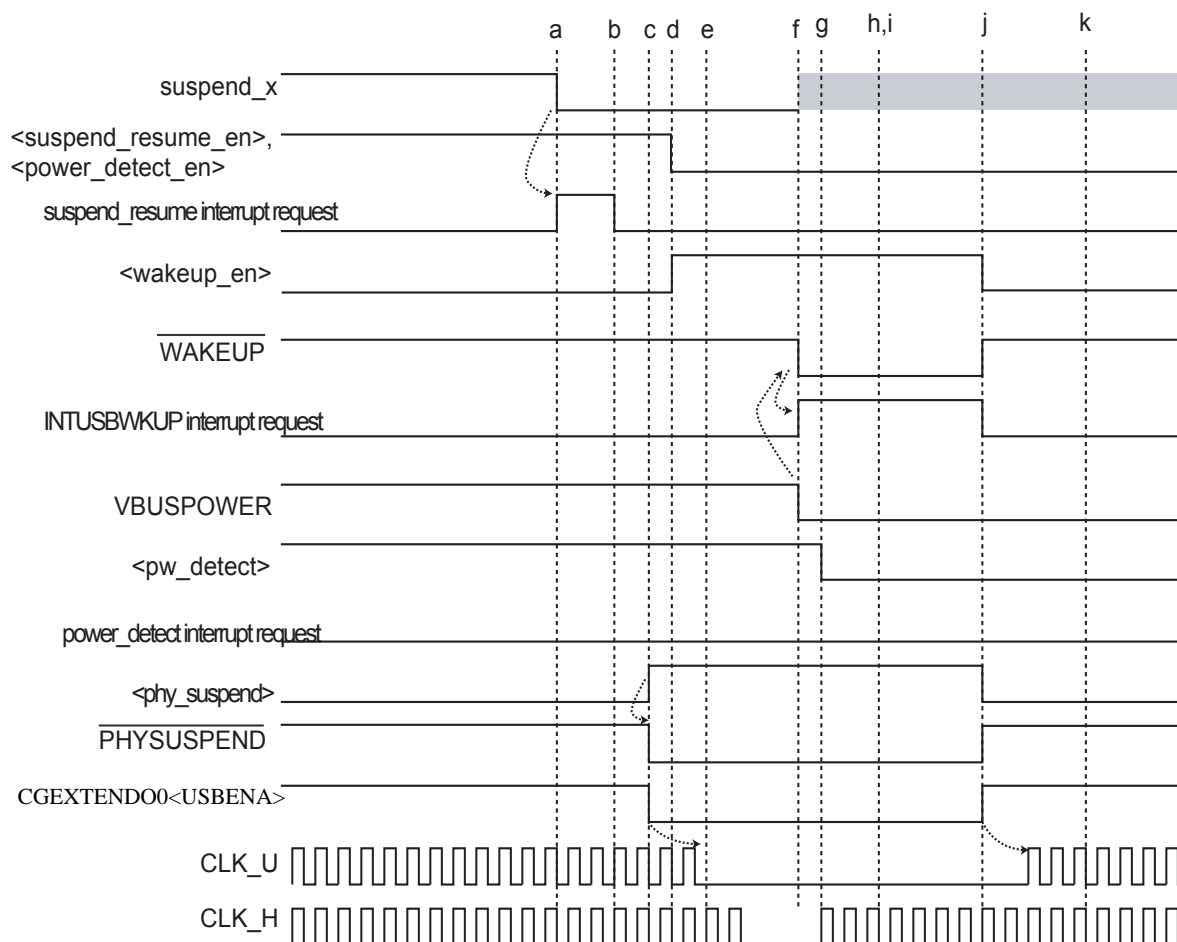 a b c d e f g h,i j k
suspend_x
<suspend_resume_en>,
<power_detect_en>
suspend_resume interrupt request
<wakeup_en>
WAKEUP
INTUSBWKUP interrupt request
VBUSPOWER
<pw_detect>
power_detect interrupt request
<phy_suspend>
PHYSUSPEND
CGEXTENDO0<USBENA>
CLK_U
CLK_H